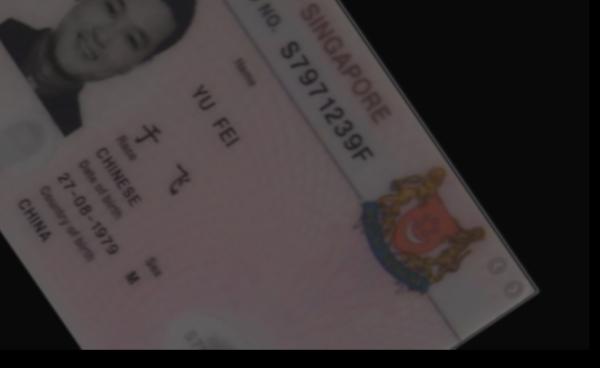 SINGAPORE
NO. S7971239F
Name
YU FEI
于 飞
Race
CHINESE
Date of birth
27-08-1979
Sex
M
Country of birth
CHINA